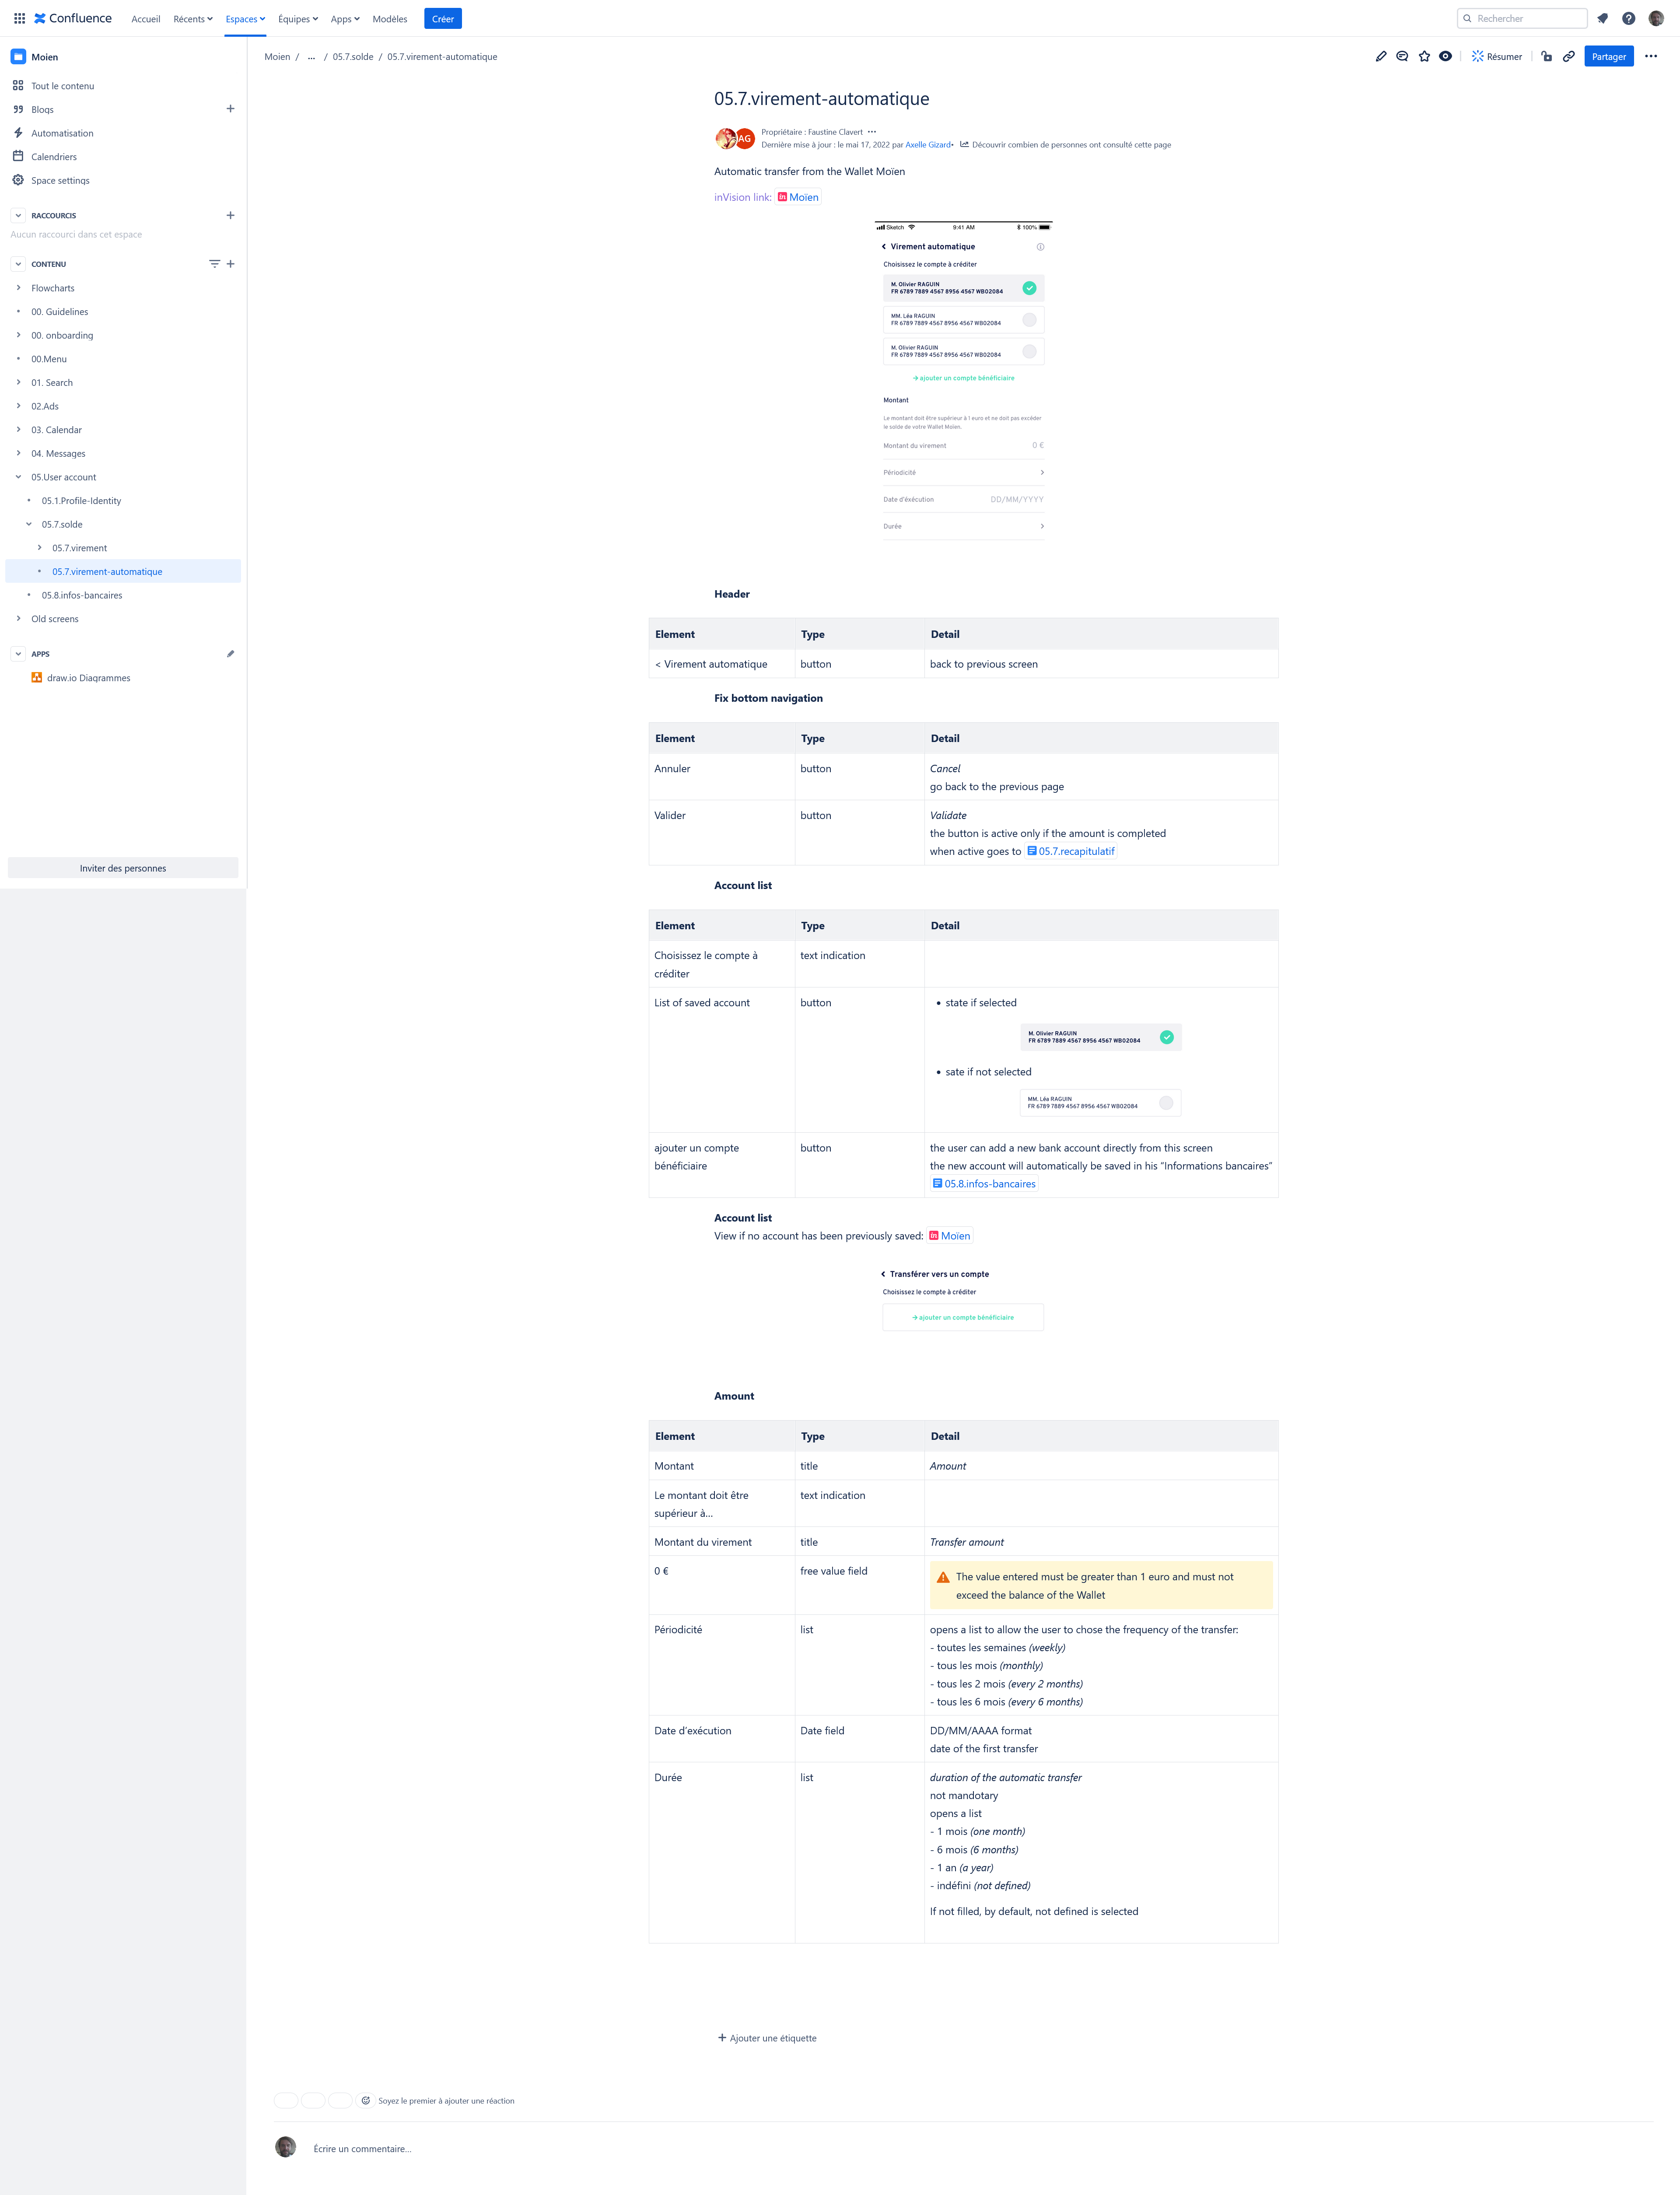 Confluence
Accueil
Récents
Espaces
Équipes
Apps
Modèles
Créer
Rechercher
Moien
Tout le contenu
Blogs
Automatisation
Calendriers
Space settings
RACCOURCIS
Aucun raccourci dans cet espace
CONTENU
Flowcharts
00. Guidelines
00. onboarding
00.Menu
01. Search
02.Ads
03. Calendar
04. Messages
05.User account
05.1.Profile-Identity
05.7.solde
05.7.virement
05.7.virement-automatique
05.8.infos-bancaires
Old screens
APPS
draw.io Diagrammes
Inviter des personnes
Moien / ... / 05.7.solde / 05.7.virement-automatique
Résumer
Partager
05.7.virement-automatique
AG
Propriétaire : Faustine Clavert
Dernière mise à jour : le mai 17, 2022 par Axelle Gizard• Découvrir combien de personnes ont consulté cette page
Automatic transfer from the Wallet Moïen
inVision link: in Moïen
Sketch 9:41 AM 100%
Virement automatique
Choisissez le compte à créditer
M. Olivier RAGUIN
FR 6789 7889 4567 8956 4567 WB02084
MM. Léa RAGUIN
FR 6789 7889 4567 8956 4567 WB02084
M. Olivier RAGUIN
FR 6789 7889 4567 8956 4567 WB02084
→ ajouter un compte bénéficiaire
Montant
Le montant doit être supérieur à 1 euro et ne doit pas excéder
le solde de votre Wallet Moïen.
Montant du virement 0 €
Périodicité
Date d'éxécution DD/MM/YYYY
Durée
Header
Element Type Detail
< Virement automatique button back to previous screen
Fix bottom navigation
Element Type Detail
Annuler button Cancel
go back to the previous page
Valider button Validate
the button is active only if the amount is completed
when active goes to 05.7.recapitulatif
Account list
Element Type Detail
Choisissez le compte à text indication
créditer
List of saved account button • state if selected
M. Olivier RAGUIN
FR 6789 7889 4567 8956 4567 WB02084
• sate if not selected
MM. Léa RAGUIN
FR 6789 7889 4567 8956 4567 WB02084
ajouter un compte button the user can add a new bank account directly from this screen
bénéficiaire the new account will automatically be saved in his "Informations bancaires"
05.8.infos-bancaires
Account list
View if no account has been previously saved: in Moïen
Transférer vers un compte
Choisissez le compte à créditer
→ ajouter un compte bénéficiaire
Amount
Element Type Detail
Montant title Amount
Le montant doit être text indication
supérieur à...
Montant du virement title Transfer amount
0 € free value field The value entered must be greater than 1 euro and must not
exceed the balance of the Wallet
Périodicité list opens a list to allow the user to chose the frequency of the transfer:
- toutes les semaines (weekly)
- tous les mois (monthly)
- tous les 2 mois (every 2 months)
- tous les 6 mois (every 6 months)
Date d'exécution Date field DD/MM/AAAA format
date of the first transfer
Durée list duration of the automatic transfer
not mandotary
opens a list
- 1 mois (one month)
- 6 mois (6 months)
- 1 an (a year)
- indéfini (not defined)
If not filled, by default, not defined is selected
Ajouter une étiquette
Soyez le premier à ajouter une réaction
Écrire un commentaire...